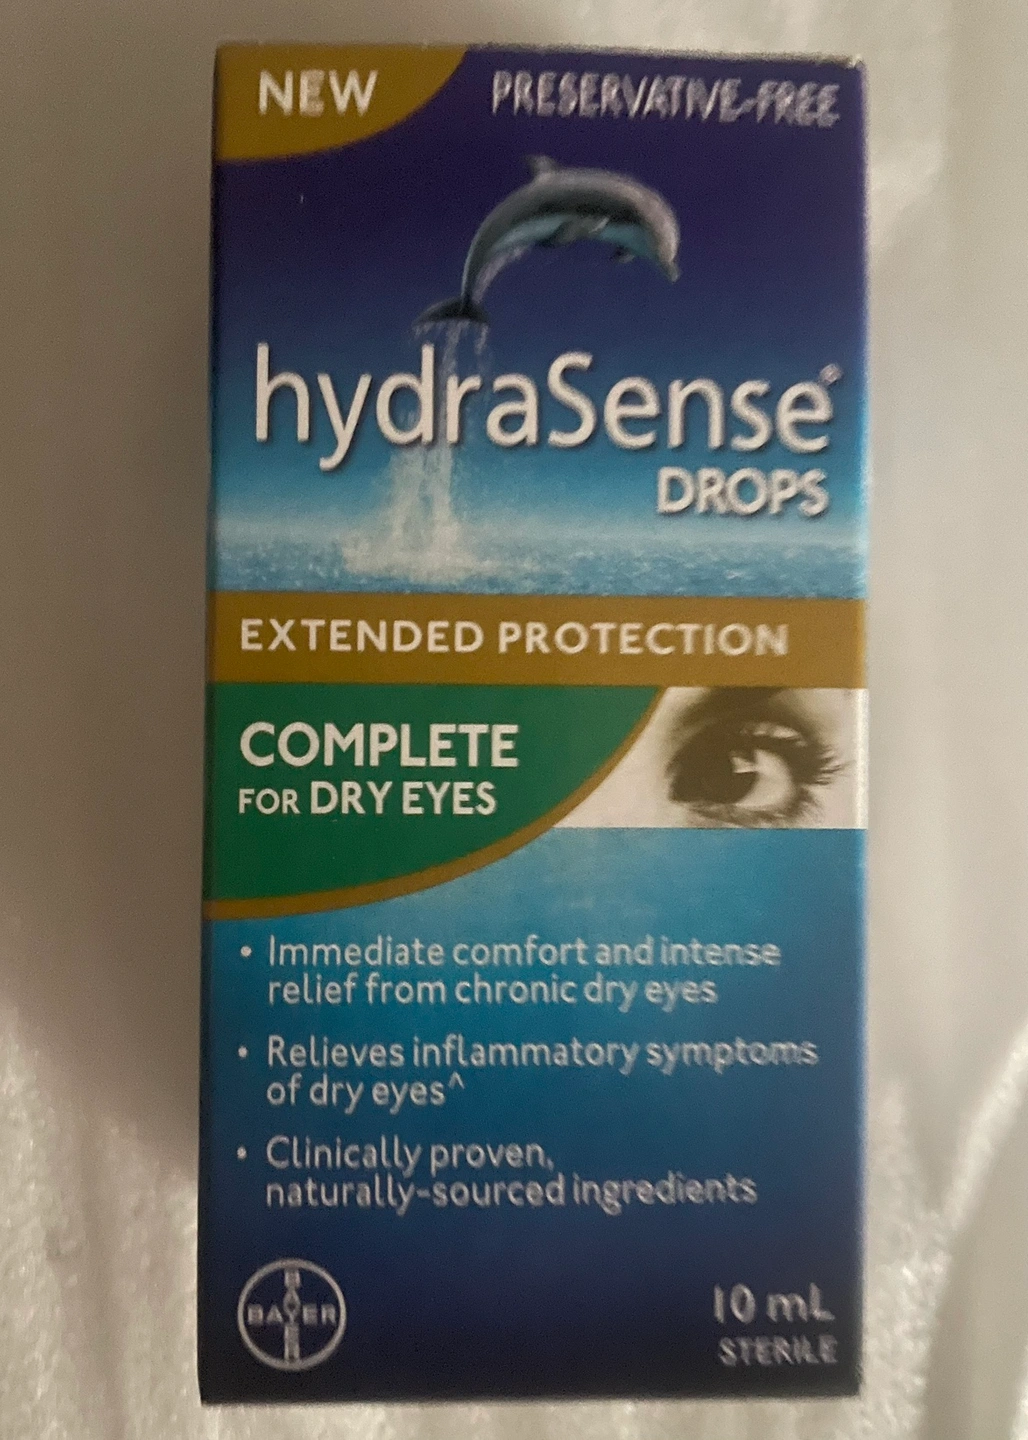 NEW
PRESERVATIVE-FREE
hydraSense®
DROPS
EXTENDED PROTECTION
COMPLETE
FOR DRY EYES
• Immediate comfort and intense
relief from chronic dry eyes
• Relieves inflammatory symptoms
of dry eyes^
• Clinically proven,
naturally-sourced ingredients
BAYER
BAYER
10 mL
STERILE